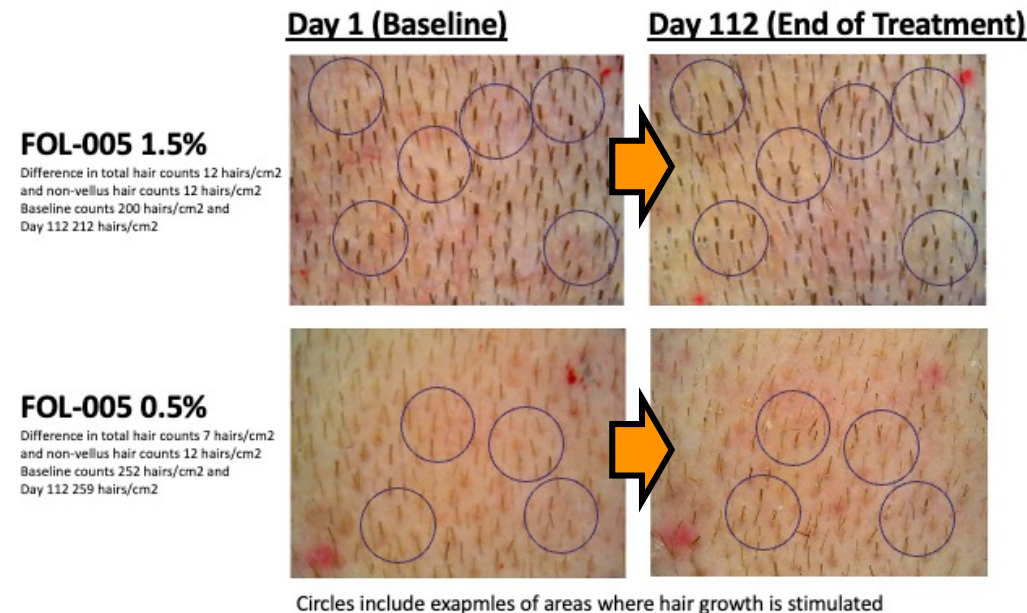 Day 1 (Baseline)
Day 112 (End of Treatment)
FOL-005 1.5%
Difference in total hair counts 12 hairs/cm2
and non-vellus hair counts 12 hairs/cm2
Baseline counts 200 hairs/cm2 and
Day 112 212 hairs/cm2
FOL-005 0.5%
Difference in total hair counts 7 hairs/cm2
and non-vellus hair counts 12 hairs/cm2
Baseline counts 252 hairs/cm2 and
Day 112 259 hairs/cm2
Circles include exapmles of areas where hair growth is stimulated